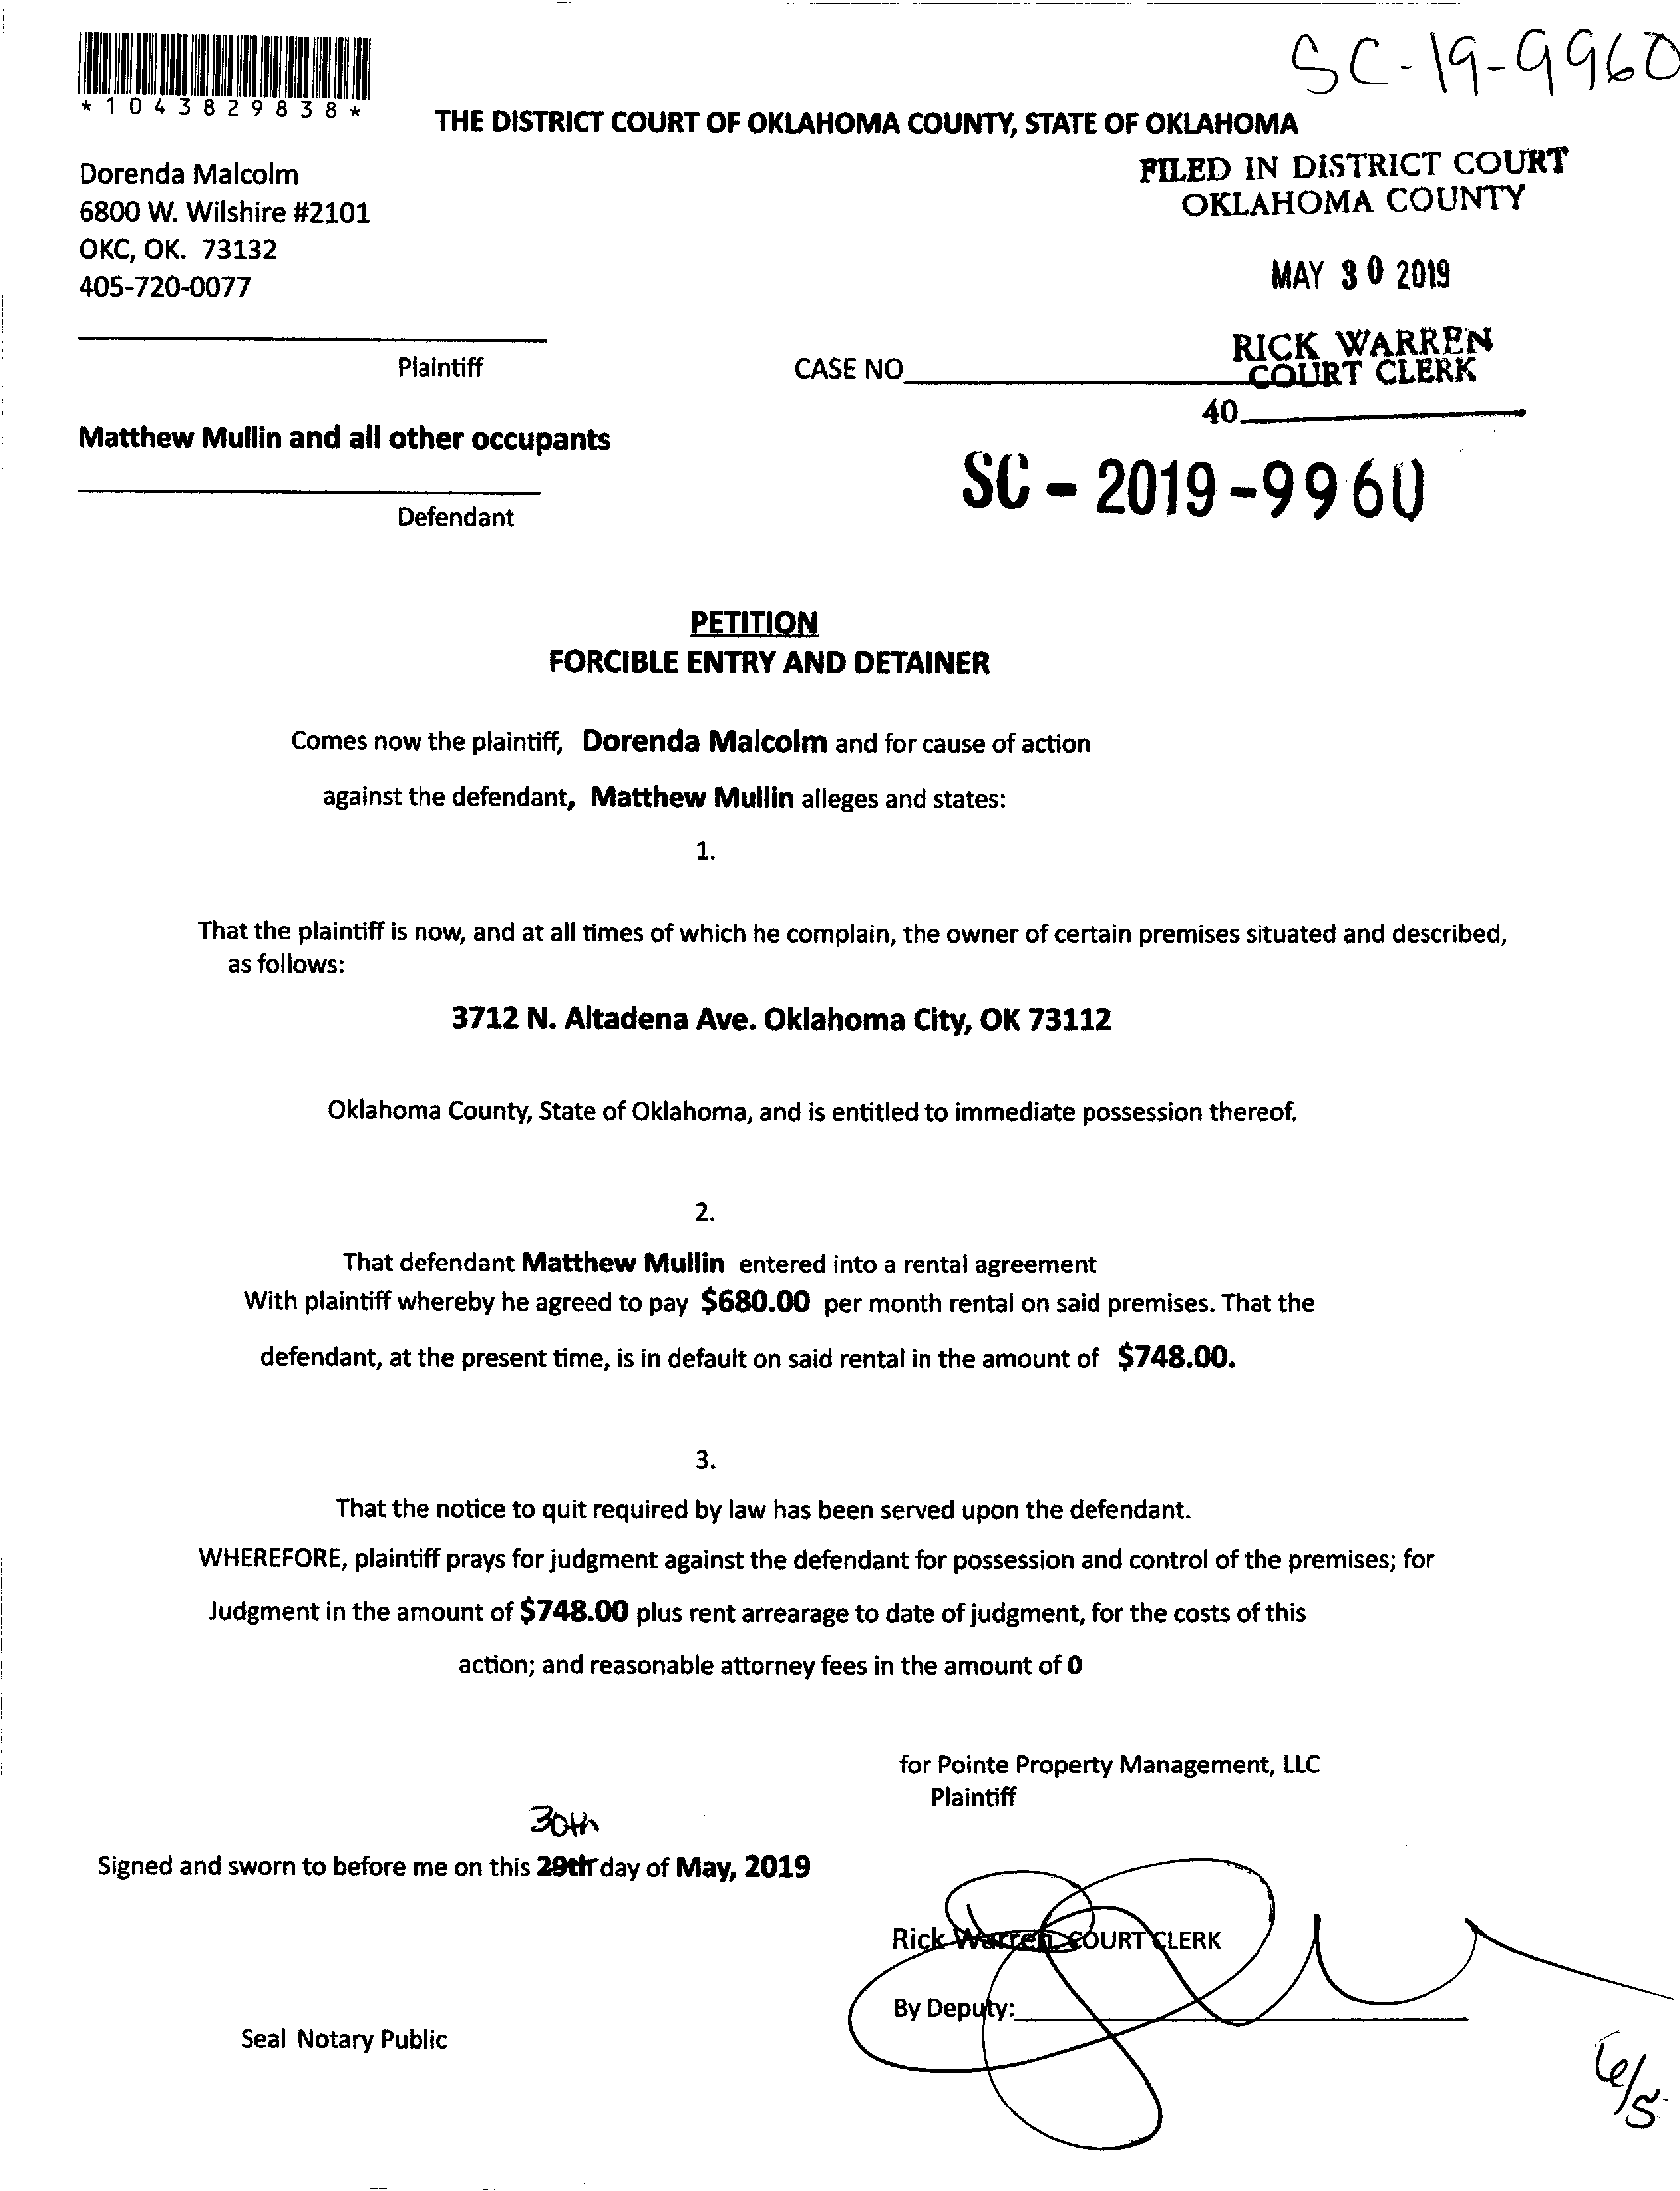 SC-19-9960
*1043829838*
THE DISTRICT COURT OF OKLAHOMA COUNTY, STATE OF OKLAHOMA
Dorenda Malcolm
6800 W. Wilshire #2101
OKC, OK. 73132
405-720-0077
FILED IN DISTRICT COURT
OKLAHOMA COUNTY
MAY 30 2019
RICK WARREN
COURT CLERK
Plaintiff
CASE NO
40
Matthew Mullin and all other occupants
SC - 2019 - 9960
Defendant
PETITION
FORCIBLE ENTRY AND DETAINER
Comes now the plaintiff, Dorenda Malcolm and for cause of action
against the defendant, Matthew Mullin alleges and states:
1.
That the plaintiff is now, and at all times of which he complain, the owner of certain premises situated and described,
as follows:
3712 N. Altadena Ave. Oklahoma City, OK 73112
Oklahoma County, State of Oklahoma, and is entitled to immediate possession thereof.
2.
That defendant Matthew Mullin entered into a rental agreement
With plaintiff whereby he agreed to pay $680.00 per month rental on said premises. That the
defendant, at the present time, is in default on said rental in the amount of $748.00.
3.
That the notice to quit required by law has been served upon the defendant.
WHEREFORE, plaintiff prays for judgment against the defendant for possession and control of the premises; for
Judgment in the amount of $748.00 plus rent arrearage to date of judgment, for the costs of this
action; and reasonable attorney fees in the amount of 0
for Pointe Property Management, LLC
Plaintiff
30th
Signed and sworn to before me on this 29th day of May, 2019
Rick Warren, COURT CLERK
By Deputy:
Seal Notary Public
6/5